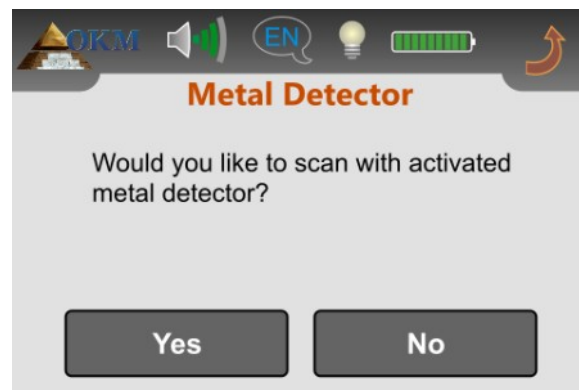 OKM EN
Metal Detector
Would you like to scan with activated
metal detector?
Yes No